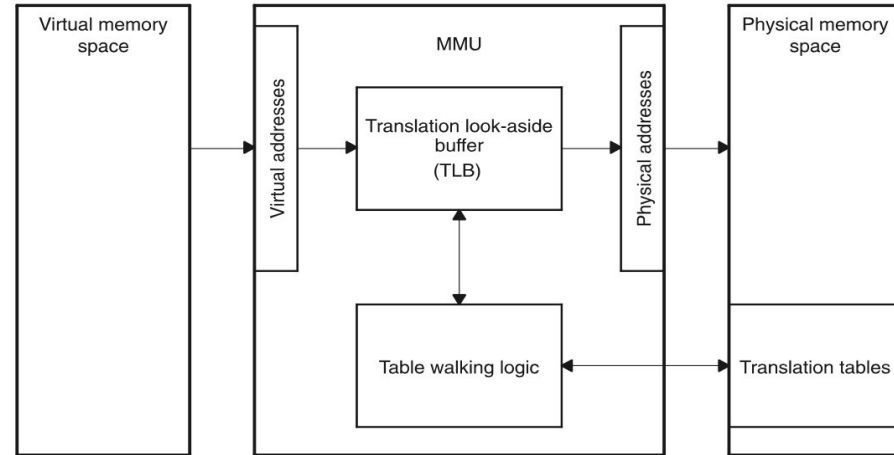 Virtual memory
space
MMU
Physical memory
space
Virtual addresses
Translation look-aside
buffer
(TLB)
Physical addresses
Table walking logic
Translation tables